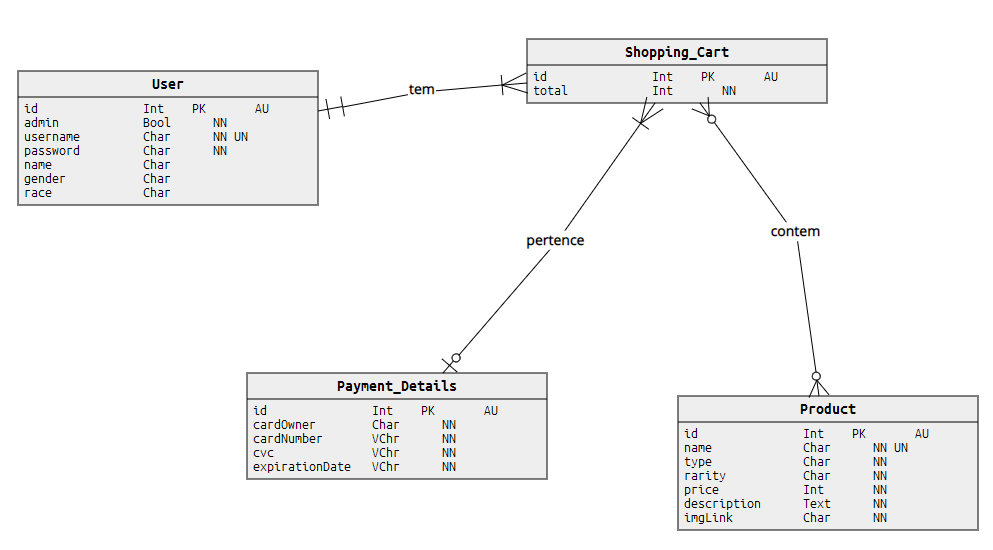 Shopping_Cart
id Int PK AU
total Int NN
User
id Int PK AU
admin Bool NN
username Char NN UN
password Char NN
name Char
gender Char
race Char
tem
pertence
contem
Payment_Details
id Int PK AU
cardOwner Char NN
cardNumber VChr NN
cvc VChr NN
expirationDate VChr NN
Product
id Int PK AU
name Char NN UN
type Char NN
rarity Char NN
price Int NN
description Text NN
imgLink Char NN